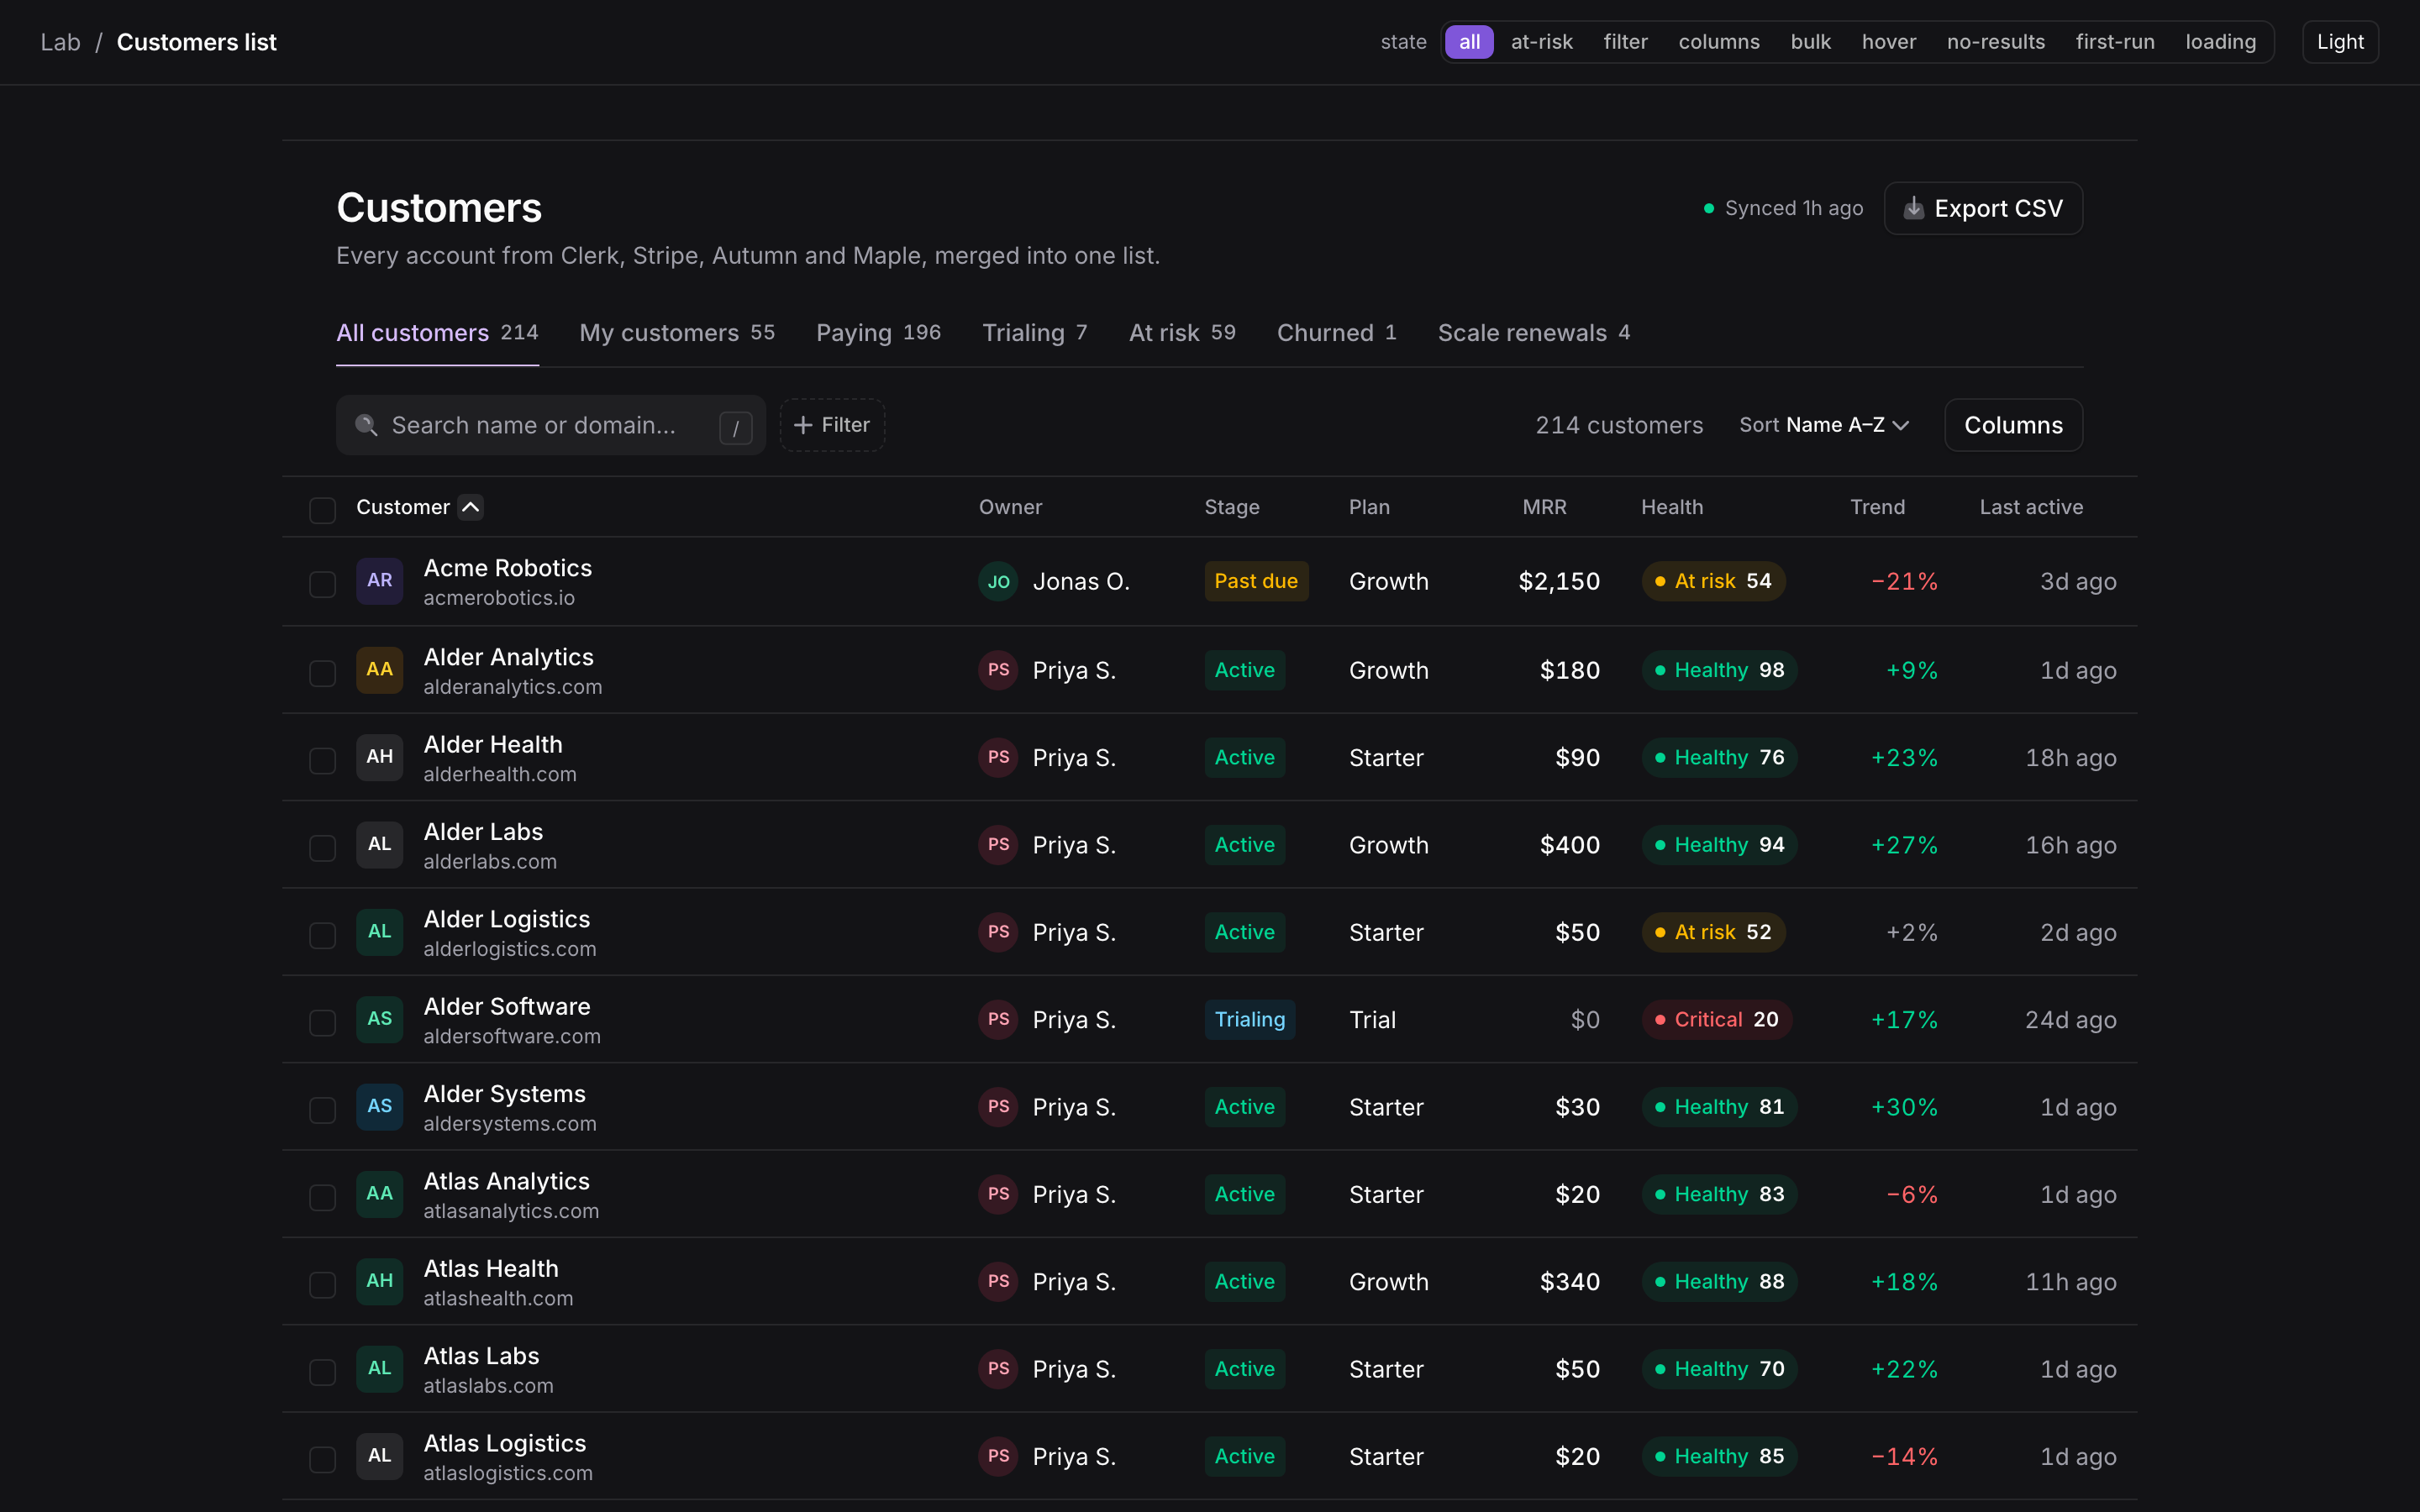 Lab / Customers list
state all at-risk filter columns bulk hover no-results first-run loading Light
Customers
Synced 1h ago Export CSV
Every account from Clerk, Stripe, Autumn and Maple, merged into one list.
All customers 214 My customers 55 Paying 196 Trialing 7 At risk 59 Churned 1 Scale renewals 4
Search name or domain... / + Filter 214 customers Sort Name A–Z Columns
Customer Owner Stage Plan MRR Health Trend Last active
AR Acme Robotics JO Jonas O. Past due Growth $2,150 At risk 54 −21% 3d ago
acmerobotics.io
AA Alder Analytics PS Priya S. Active Growth $180 Healthy 98 +9% 1d ago
alderanalytics.com
AH Alder Health PS Priya S. Active Starter $90 Healthy 76 +23% 18h ago
alderhealth.com
AL Alder Labs PS Priya S. Active Growth $400 Healthy 94 +27% 16h ago
alderlabs.com
AL Alder Logistics PS Priya S. Active Starter $50 At risk 52 +2% 2d ago
alderlogistics.com
AS Alder Software PS Priya S. Trialing Trial $0 Critical 20 +17% 24d ago
aldersoftware.com
AS Alder Systems PS Priya S. Active Starter $30 Healthy 81 +30% 1d ago
aldersystems.com
AA Atlas Analytics PS Priya S. Active Starter $20 Healthy 83 −6% 1d ago
atlasanalytics.com
AH Atlas Health PS Priya S. Active Growth $340 Healthy 88 +18% 11h ago
atlashealth.com
AL Atlas Labs PS Priya S. Active Starter $50 Healthy 70 +22% 1d ago
atlaslabs.com
AL Atlas Logistics PS Priya S. Active Starter $20 Healthy 85 −14% 1d ago
atlaslogistics.com